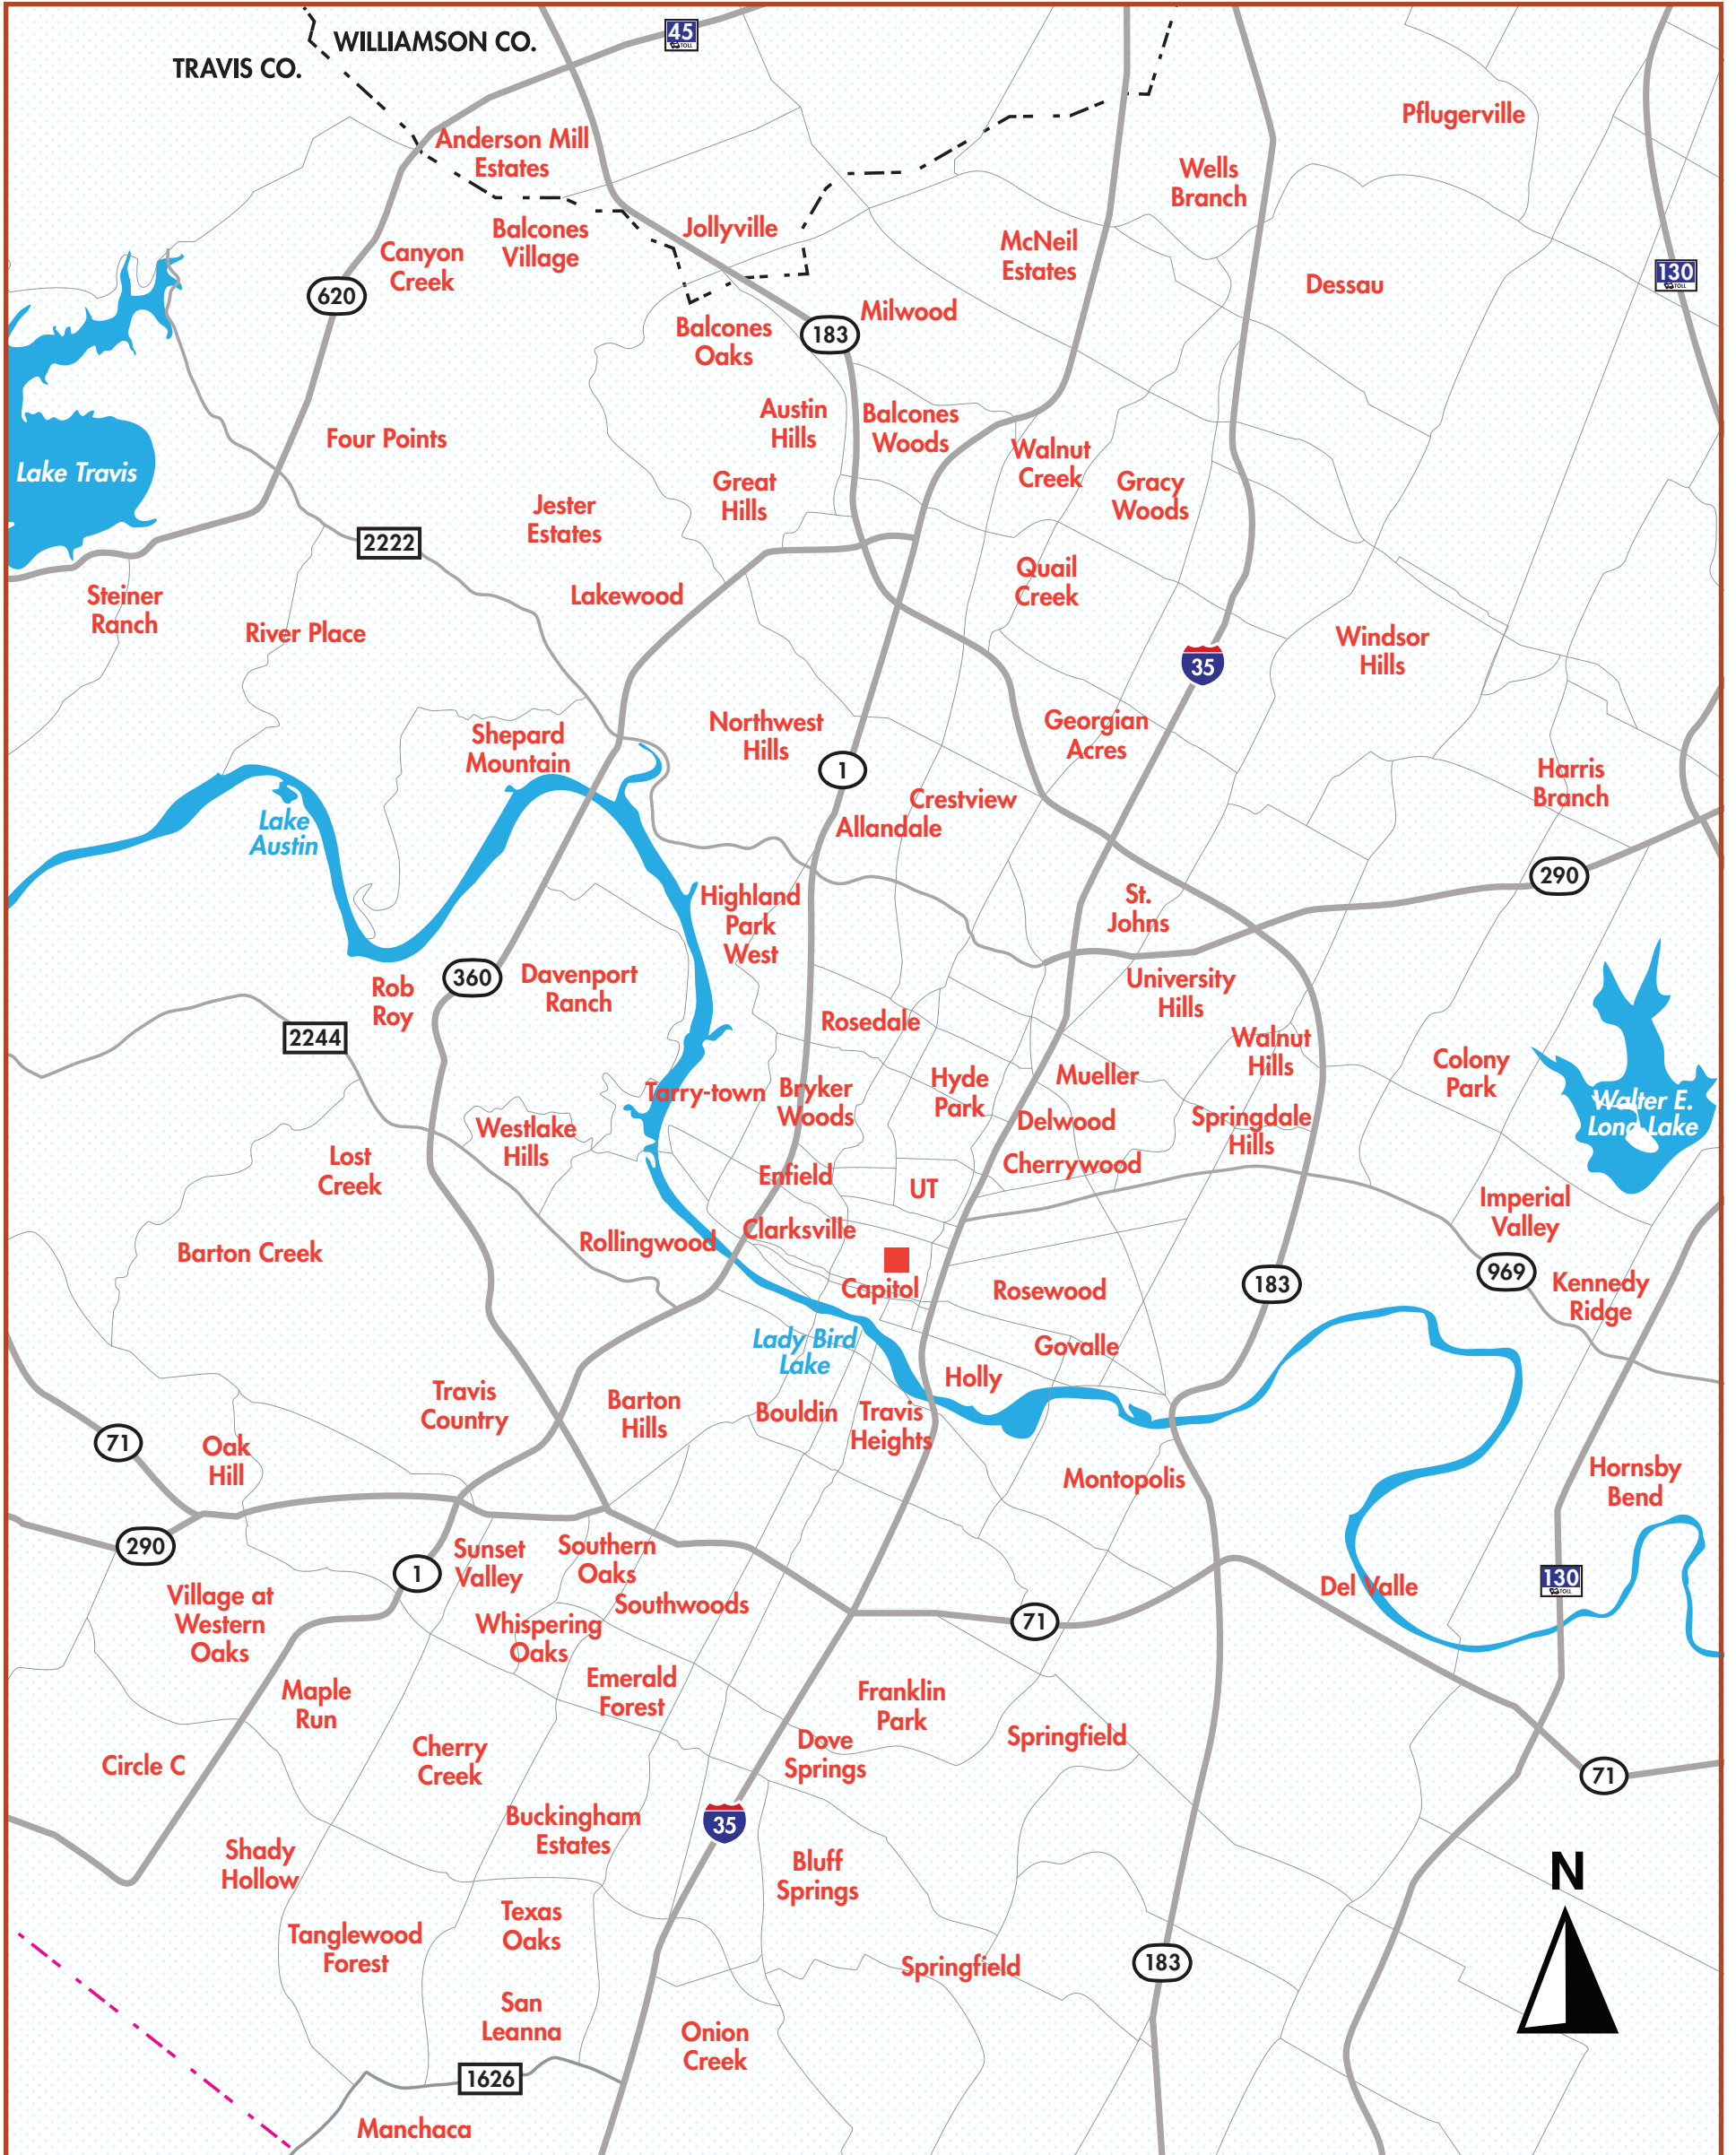 45
TOLL
WILLIAMSON CO.
TRAVIS CO.
Pflugerville
Anderson Mill
Estates
Wells
Branch
Balcones
Village
Jollyville
McNeil
Estates
Canyon
Creek
130
TOLL
Dessau
620
Milwood
Balcones
Oaks
183
Austin
Hills
Balcones
Woods
Four Points
Walnut
Creek
Lake Travis
Great
Hills
Gracy
Woods
Jester
Estates
2222
Quail
Creek
Steiner
Ranch
Lakewood
River Place
Windsor
Hills
35
Northwest
Hills
Georgian
Acres
Shepard
Mountain
1
Harris
Branch
Crestview
Lake
Austin
Allandale
290
Highland
Park
West
St.
Johns
360
Davenport
Ranch
University
Hills
Rob
Roy
Rosedale
2244
Walnut
Hills
Colony
Park
Hyde
Park
Mueller
Tarry-town
Bryker
Woods
Walter E.
Long Lake
Delwood
Springdale
Hills
Westlake
Hills
Lost
Creek
Cherrywood
Enfield
UT
Imperial
Valley
Clarksville
Rollingwood
Barton Creek
969
183
Kennedy
Ridge
Capitol
Rosewood
Lady Bird
Lake
Govalle
Holly
Travis
Country
Barton
Hills
Bouldin
Travis
Heights
71
Oak
Hill
Montopolis
Hornsby
Bend
290
Sunset
Valley
Southern
Oaks
1
130
TOLL
Del Valle
Village at
Western
Oaks
Southwoods
71
Whispering
Oaks
Emerald
Forest
Maple
Run
Franklin
Park
Springfield
Dove
Springs
Cherry
Creek
Circle C
71
Buckingham
Estates
35
Shady
Hollow
Bluff
Springs
N
Texas
Oaks
Tanglewood
Forest
183
Springfield
San
Leanna
Onion
Creek
1626
Manchaca